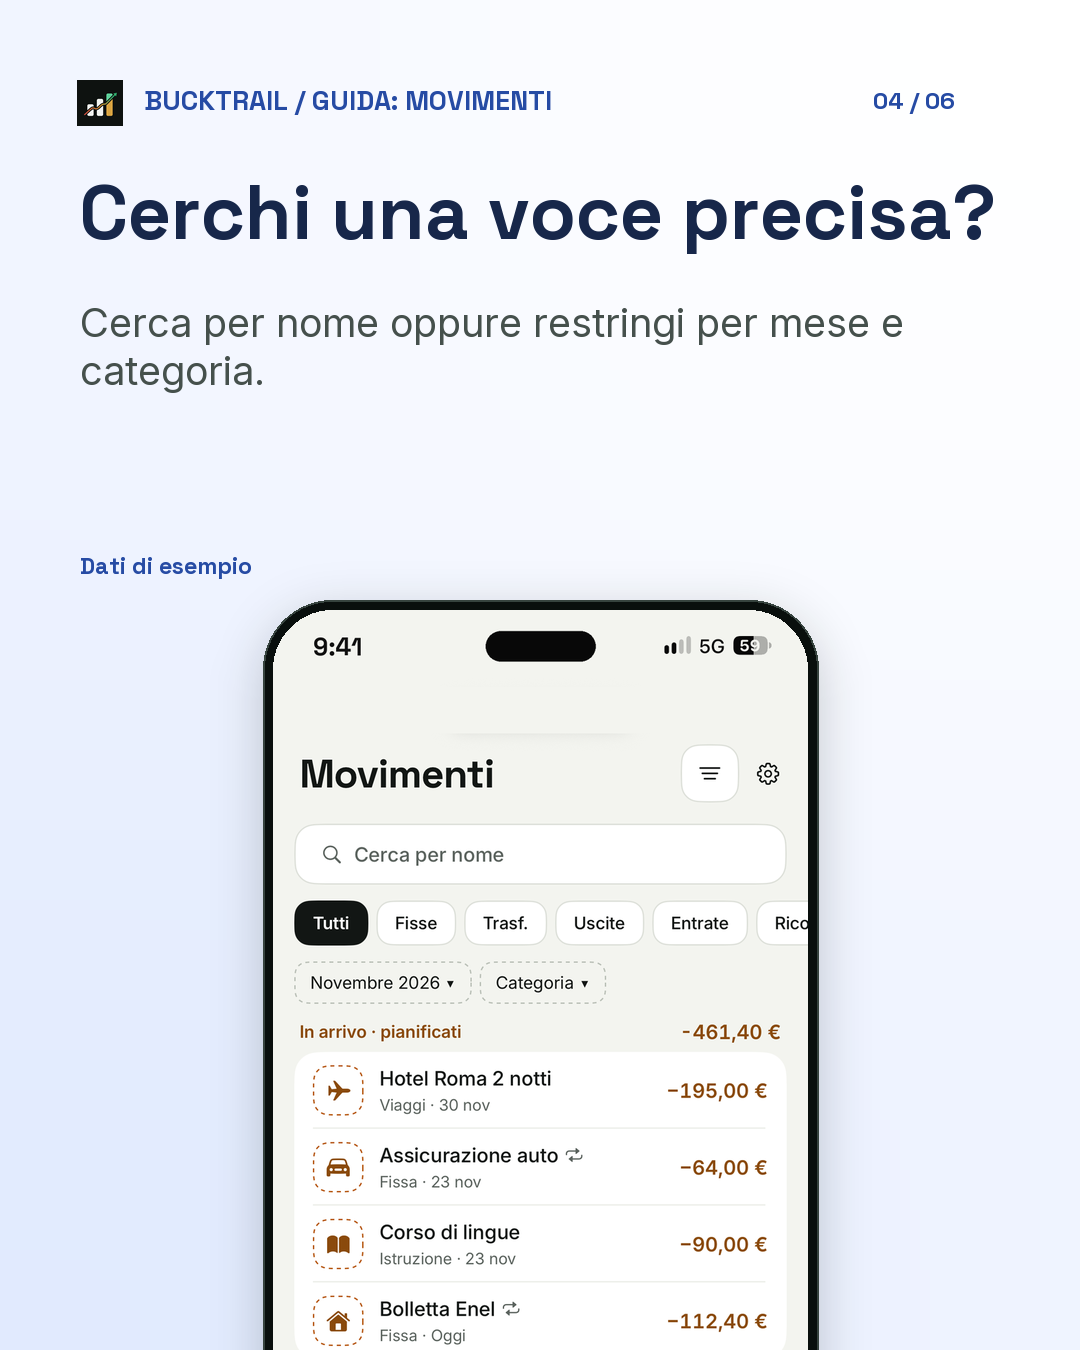 BUCKTRAIL / GUIDA: MOVIMENTI
04 / 06
Cerchi una voce precisa?
Cerca per nome oppure restringi per mese e
categoria.
Dati di esempio
9:41
5G
59
Movimenti
Cerca per nome
Tutti
Fisse
Trasf.
Uscite
Entrate
Rico
Novembre 2026 ▾
Categoria ▾
In arrivo · pianificati
-461,40 €
Hotel Roma 2 notti
−195,00 €
Viaggi · 30 nov
Assicurazione auto
−64,00 €
Fissa · 23 nov
Corso di lingue
−90,00 €
Istruzione · 23 nov
Bolletta Enel
−112,40 €
Fissa · Oggi